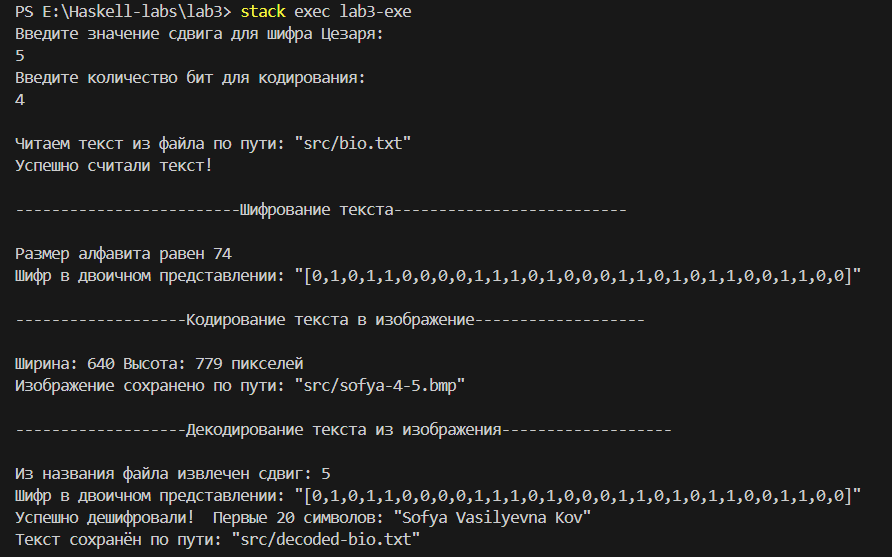 PS E:\Haskell-labs\lab3> stack exec lab3-exe
Введите значение сдвига для шифра Цезаря:
5
Введите количество бит для кодирования:
4
Читаем текст из файла по пути: "src/bio.txt"
Успешно считали текст!
-------------------------Шифрование текста--------------------------
Размер алфавита равен 74
Шифр в двоичном представлении: "[0,1,0,1,1,0,0,0,0,1,1,1,0,1,0,0,0,1,1,0,1,0,1,1,0,0,1,1,0,0]"
-------------------Кодирование текста в изображение-------------------
Ширина: 640 Высота: 779 пикселей
Изображение сохранено по пути: "src/sofya-4-5.bmp"
-------------------Декодирование текста из изображения-------------------
Из названия файла извлечен сдвиг: 5
Шифр в двоичном представлении: "[0,1,0,1,1,0,0,0,0,1,1,1,0,1,0,0,0,1,1,0,1,0,1,1,0,0,1,1,0,0]"
Успешно дешифровали!  Первые 20 символов: "Sofya Vasilyevna Kov"
Текст сохранён по пути: "src/decoded-bio.txt"